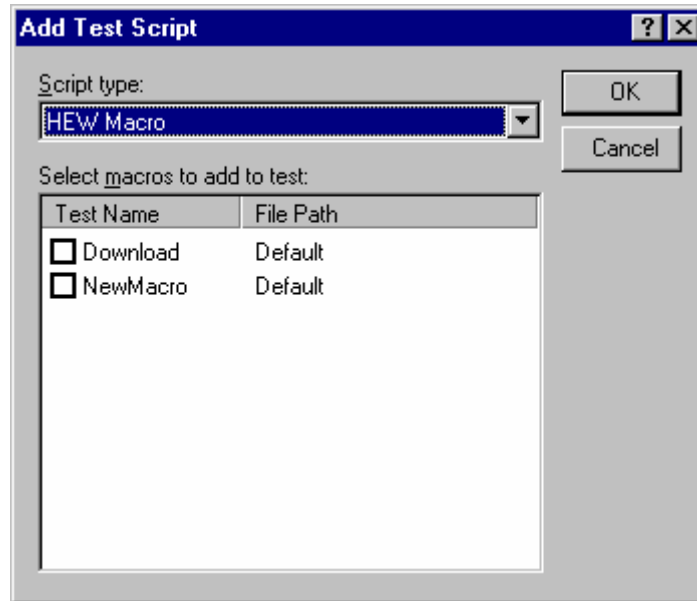 Add Test Script
Script type:
HEW Macro
OK
Cancel
Select macros to add to test:
Test Name File Path
Download Default
NewMacro Default